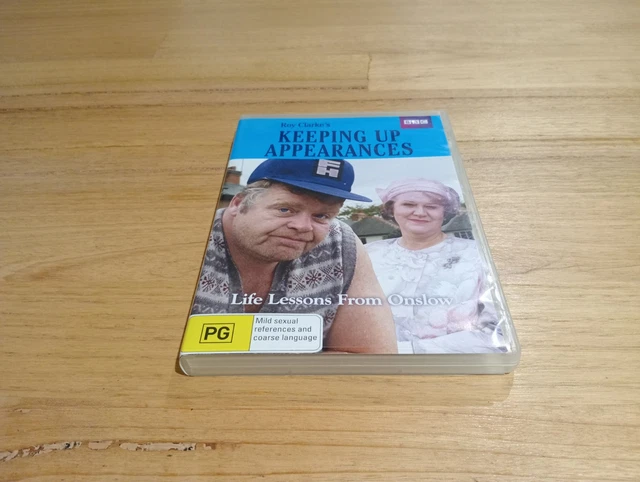 Roy Clarke's
BBC
KEEPING UP
APPEARANCES
Life Lessons From Onslow
PG
Mild sexual
references and
coarse language